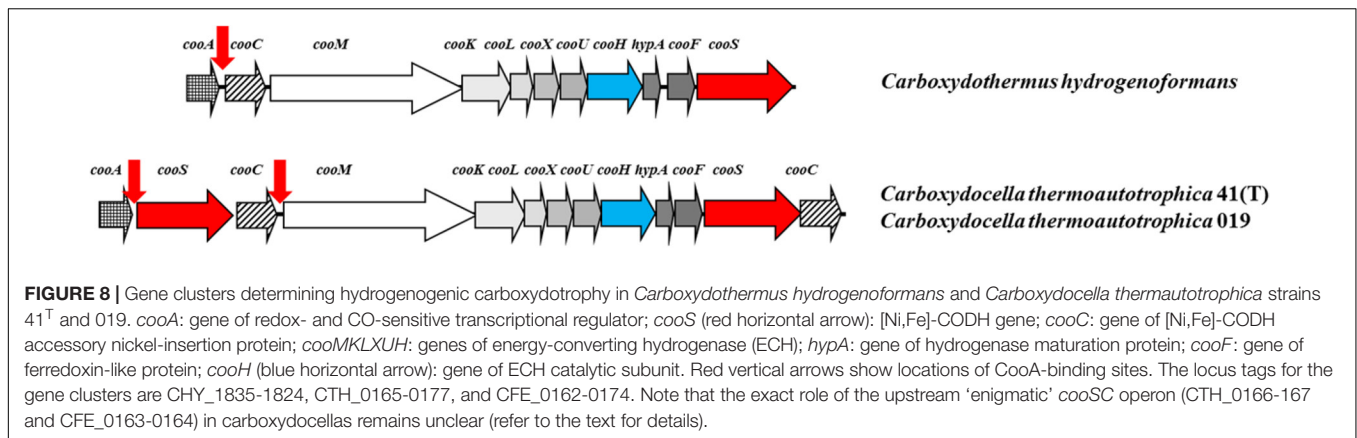 cooA cooC cooM cooK cooL cooX cooU cooH hypA cooF cooS
Carboxydothermus hydrogenoformans
cooA cooS cooC cooM cooK cooL cooX cooU cooH hypA cooF cooS cooC
Carboxydocella thermoautotrophica 41(T)
Carboxydocella thermoautotrophica 019
FIGURE 8 | Gene clusters determining hydrogenogenic carboxydotrophy in Carboxydothermus hydrogenoformans and Carboxydocella thermautotrophica strains
41ᵀ and 019. cooA: gene of redox- and CO-sensitive transcriptional regulator; cooS (red horizontal arrow): [Ni,Fe]-CODH gene; cooC: gene of [Ni,Fe]-CODH
accessory nickel-insertion protein; cooMKLXUH: genes of energy-converting hydrogenase (ECH); hypA: gene of hydrogenase maturation protein; cooF: gene of
ferredoxin-like protein; cooH (blue horizontal arrow): gene of ECH catalytic subunit. Red vertical arrows show locations of CooA-binding sites. The locus tags for the
gene clusters are CHY_1835-1824, CTH_0165-0177, and CFE_0162-0174. Note that the exact role of the upstream ‘enigmatic’ cooSC operon (CTH_0166-167
and CFE_0163-0164) in carboxydocellas remains unclear (refer to the text for details).